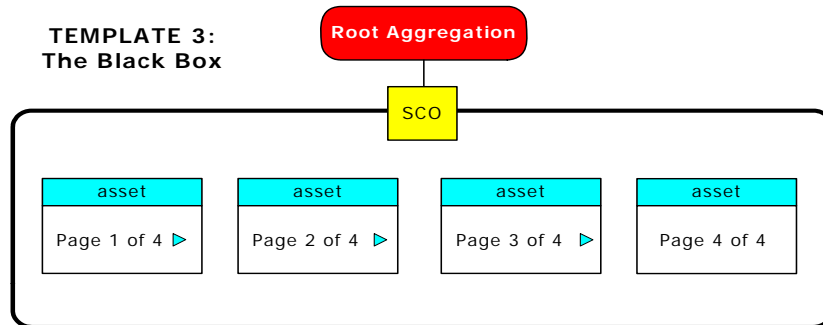 TEMPLATE 3:
The Black Box
Root Aggregation
SCO
asset
asset
asset
asset
Page 1 of 4
Page 2 of 4
Page 3 of 4
Page 4 of 4